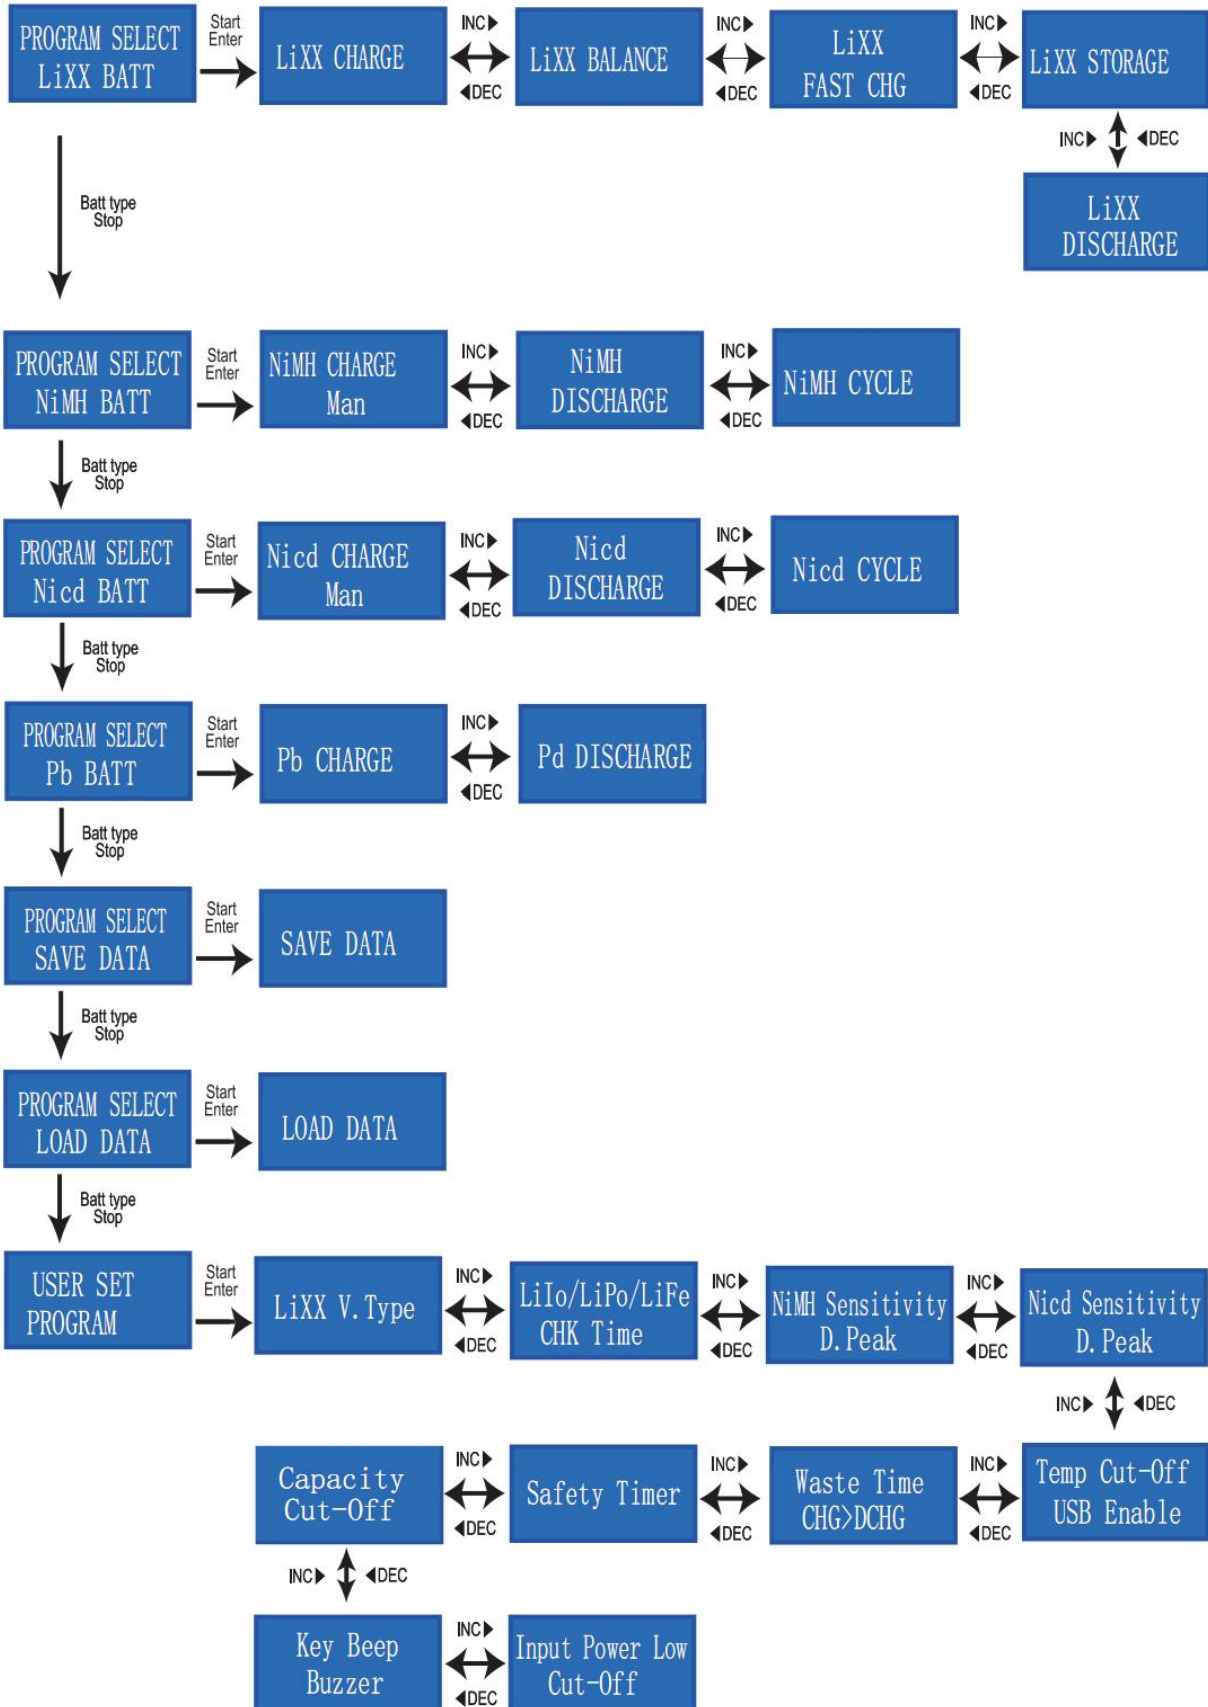 PROGRAM SELECT
LiXX BATT
Start
Enter
LiXX CHARGE
INC▶
◀DEC
LiXX BALANCE
INC▶
◀DEC
LiXX
FAST CHG
INC▶
◀DEC
LiXX STORAGE
INC▶ ◀DEC
LiXX
DISCHARGE
Batt type
Stop
PROGRAM SELECT
NiMH BATT
Start
Enter
NiMH CHARGE
Man
INC▶
◀DEC
NiMH
DISCHARGE
INC▶
◀DEC
NiMH CYCLE
Batt type
Stop
PROGRAM SELECT
Nicd BATT
Start
Enter
Nicd CHARGE
Man
INC▶
◀DEC
Nicd
DISCHARGE
INC▶
◀DEC
Nicd CYCLE
Batt type
Stop
PROGRAM SELECT
Pb BATT
Start
Enter
Pb CHARGE
INC▶
◀DEC
Pd DISCHARGE
Batt type
Stop
PROGRAM SELECT
SAVE DATA
Start
Enter
SAVE DATA
Batt type
Stop
PROGRAM SELECT
LOAD DATA
Start
Enter
LOAD DATA
Batt type
Stop
USER SET
PROGRAM
Start
Enter
LiXX V.Type
INC▶
◀DEC
LiIo/LiPo/LiFe
CHK Time
INC▶
◀DEC
NiMH Sensitivity
D.Peak
INC▶
◀DEC
Nicd Sensitivity
D.Peak
INC▶ ◀DEC
Capacity
Cut-Off
INC▶
◀DEC
Safety Timer
INC▶
◀DEC
Waste Time
CHG>DCHG
INC▶
◀DEC
Temp Cut-Off
USB Enable
INC▶ ◀DEC
Key Beep
Buzzer
INC▶
◀DEC
Input Power Low
Cut-Off